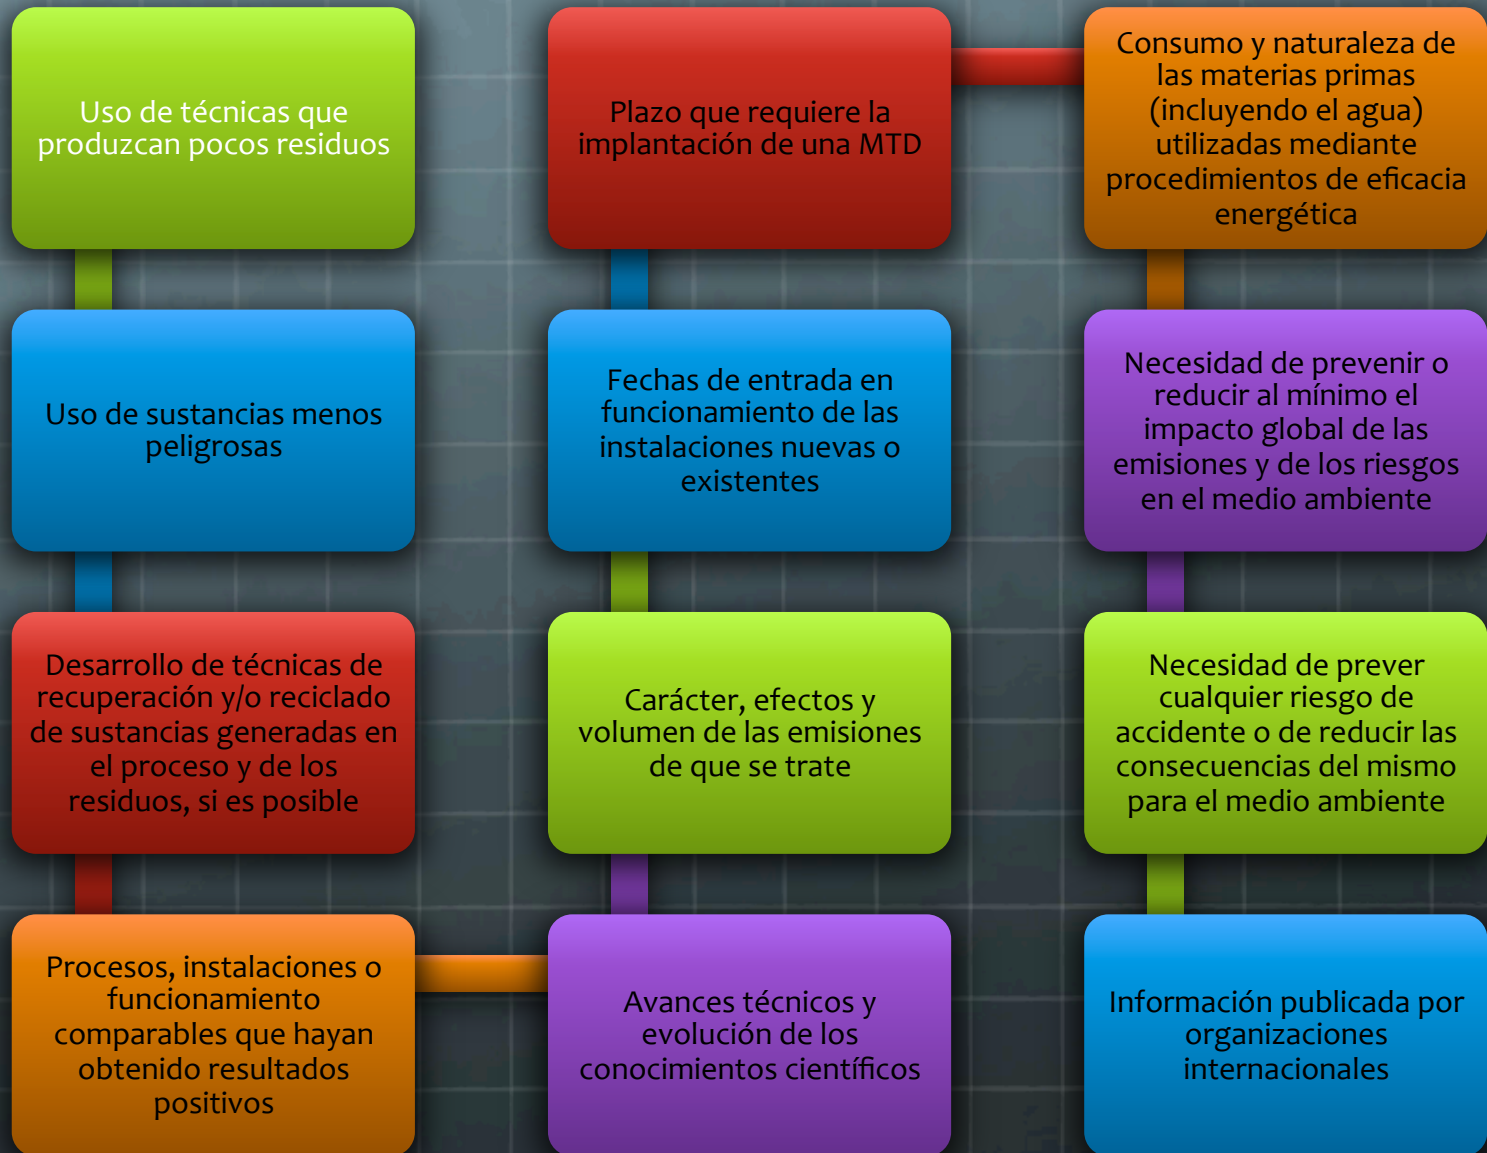 Uso de técnicas que
produzcan pocos residuos
Uso de sustancias menos
peligrosas
Desarrollo de técnicas de
recuperación y/o reciclado
de sustancias generadas en
el proceso y de los
residuos, si es posible
Procesos, instalaciones o
funcionamiento
comparables que hayan
obtenido resultados
positivos
Avances técnicos y
evolución de los
conocimientos científicos
Carácter, efectos y
volumen de las emisiones
de que se trate
Fechas de entrada en
funcionamiento de las
instalaciones nuevas o
existentes
Plazo que requiere la
implantación de una MTD
Consumo y naturaleza de
las materias primas
(incluyendo el agua)
utilizadas mediante
procedimientos de eficacia
energética
Necesidad de prevenir o
reducir al mínimo el
impacto global de las
emisiones y de los riesgos
en el medio ambiente
Necesidad de prever
cualquier riesgo de
accidente o de reducir las
consecuencias del mismo
para el medio ambiente
Información publicada por
organizaciones
internacionales